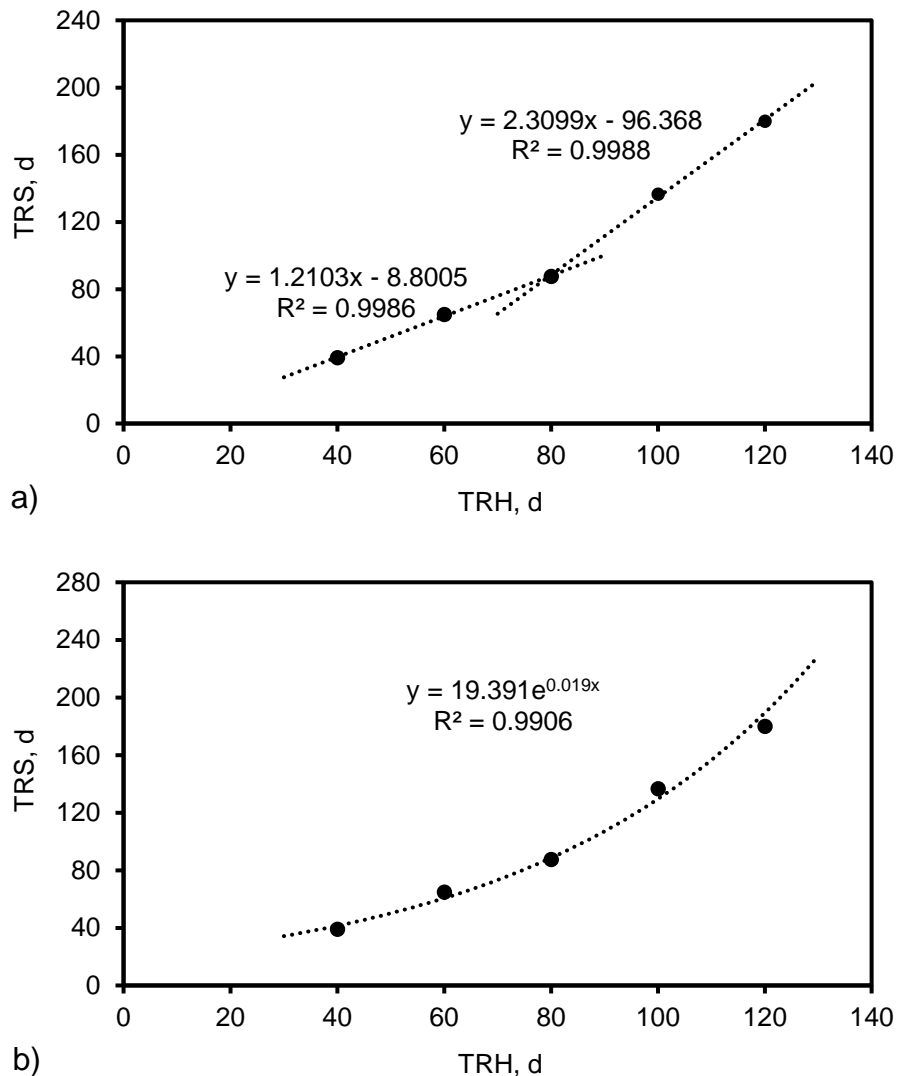 240
200
160
120
80
40
0
TRS, d
y = 2.3099x - 96.368
R² = 0.9988
y = 1.2103x - 8.8005
R² = 0.9986
0 20 40 60 80 100 120 140
TRH, d
a)
280
240
200
160
120
80
40
0
TRS, d
y = 19.391e^0.019x
R² = 0.9906
0 20 40 60 80 100 120 140
TRH, d
b)